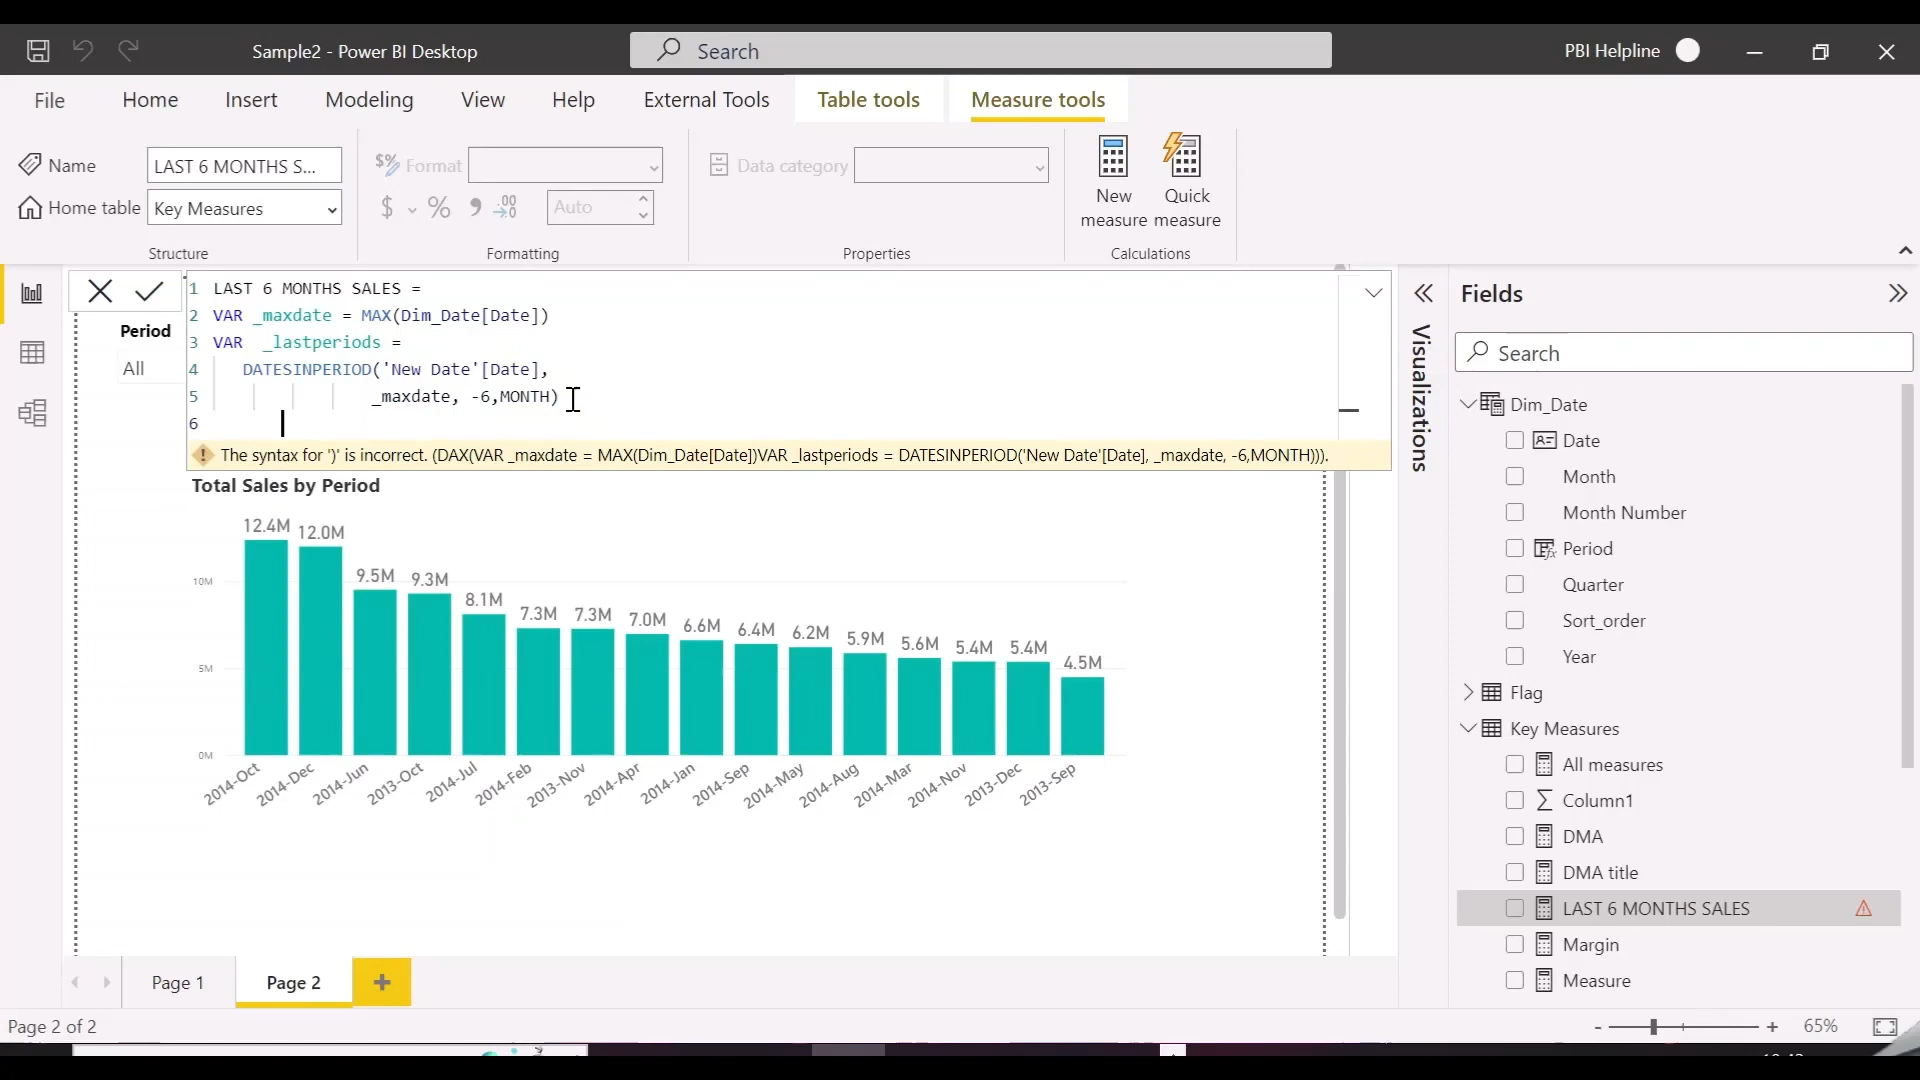 Sample2 - Power BI Desktop
Search
PBI Helpline
File
Home
Insert
Modeling
View
Help
External Tools
Table tools
Measure tools
Name
LAST 6 MONTHS S...
Home table
Key Measures
Structure
$% Format
$ % 9 .00
Auto
Formatting
Data category
Properties
New measure
Quick measure
Calculations
Period
All
1 LAST 6 MONTHS SALES =
2 VAR _maxdate = MAX(Dim_Date[Date])
3 VAR _lastperiods =
4 DATESINPERIOD('New Date'[Date],
5 _maxdate, -6,MONTH)
6
The syntax for ')' is incorrect. (DAX(VAR _maxdate = MAX(Dim_Date[Date])VAR _lastperiods = DATESINPERIOD('New Date'[Date], _maxdate, -6,MONTH))).
Total Sales by Period
12.4M 12.0M 9.5M 9.3M 8.1M 7.3M 7.3M 7.0M 6.6M 6.4M 6.2M 5.9M 5.6M 5.4M 5.4M 4.5M
10M
5M
0M
2014-Oct 2014-Dec 2014-Jun 2013-Oct 2014-Jul 2014-Feb 2013-Nov 2014-Apr 2014-Jan 2014-Sep 2014-May 2014-Aug 2014-Mar 2014-Nov 2013-Dec 2013-Sep
Visualizations
Fields
Search
Dim_Date
Date
Month
Month Number
Period
Quarter
Sort_order
Year
Flag
Key Measures
All measures
Column1
DMA
DMA title
LAST 6 MONTHS SALES
Margin
Measure
Page 1
Page 2
+
Page 2 of 2
- + 65%